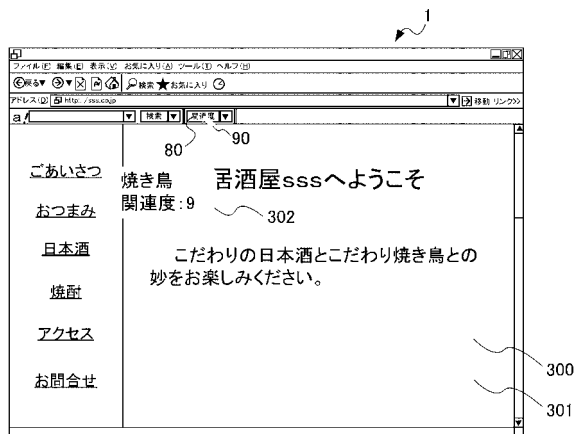 1
ファイル(F) 編集(E) 表示(V) お気に入り(A) ツール(T) ヘルプ(H)
戻る 検索 お気に入り
アドレス(D) http://sss.co.jp 移動 リンク>>
a 検索
80 90
ごあいさつ
おつまみ
日本酒
焼酎
アクセス
お問合せ
焼き鳥
関連度:9
居酒屋sssへようこそ
302
こだわりの日本酒とこだわり焼き鳥との
妙をお楽しみください。
300
301